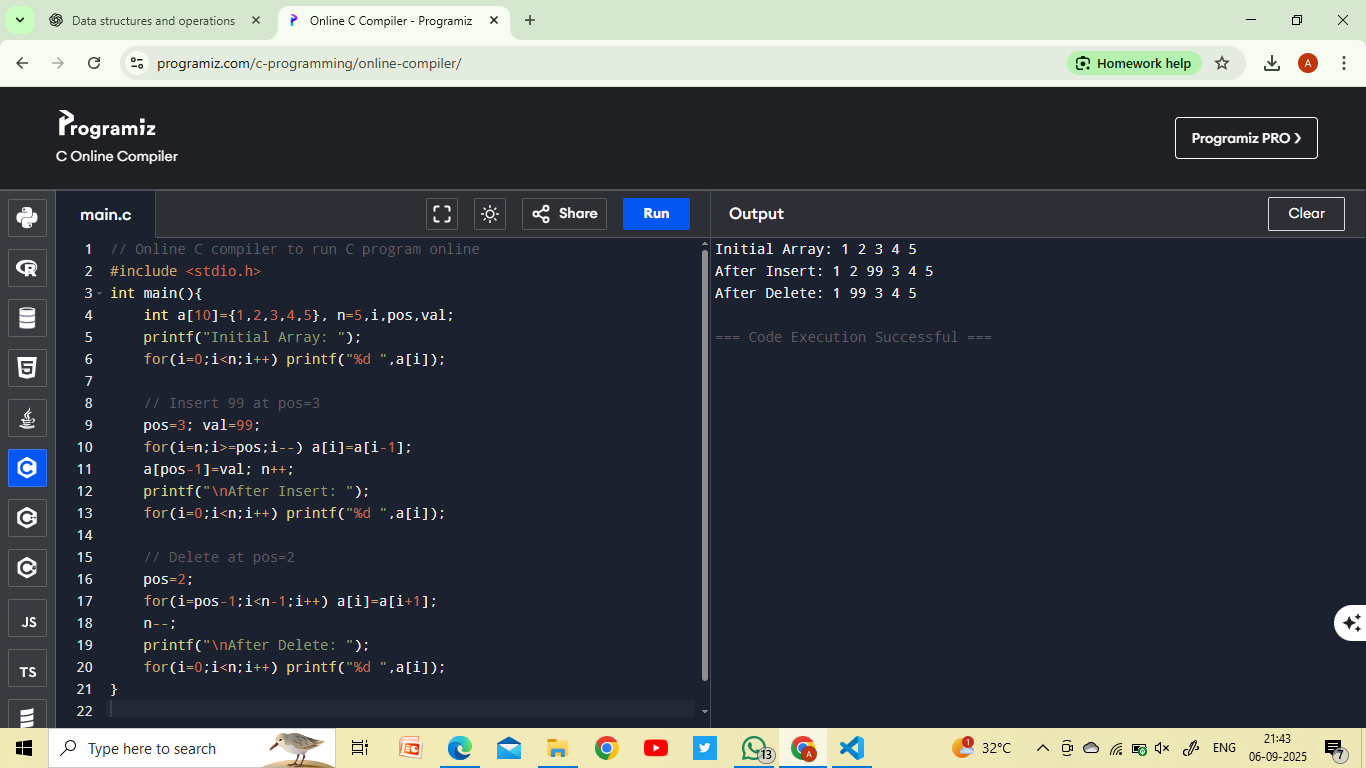 Data structures and operations
Online C Compiler - Programiz
programiz.com/c-programming/online-compiler/
Homework help
A
Programiz
C Online Compiler
Programiz PRO
main.c
Share
Run
Output
Clear
1 // Online C compiler to run C program online
2 #include <stdio.h>
3 int main(){
4     int a[10]={1,2,3,4,5}, n=5,i,pos,val;
5     printf("Initial Array: ");
6     for(i=0;i<n;i++) printf("%d ",a[i]);
7
8     // Insert 99 at pos=3
9     pos=3; val=99;
10     for(i=n;i>=pos;i--) a[i]=a[i-1];
11     a[pos-1]=val; n++;
12     printf("\nAfter Insert: ");
13     for(i=0;i<n;i++) printf("%d ",a[i]);
14
15     // Delete at pos=2
16     pos=2;
17     for(i=pos-1;i<n-1;i++) a[i]=a[i+1];
18     n--;
19     printf("\nAfter Delete: ");
20     for(i=0;i<n;i++) printf("%d ",a[i]);
21 }
22
Initial Array: 1 2 3 4 5
After Insert: 1 2 99 3 4 5
After Delete: 1 99 3 4 5
=== Code Execution Successful ===
JS
TS
Type here to search
13
A
1
32°C
ENG
21:43
06-09-2025
7